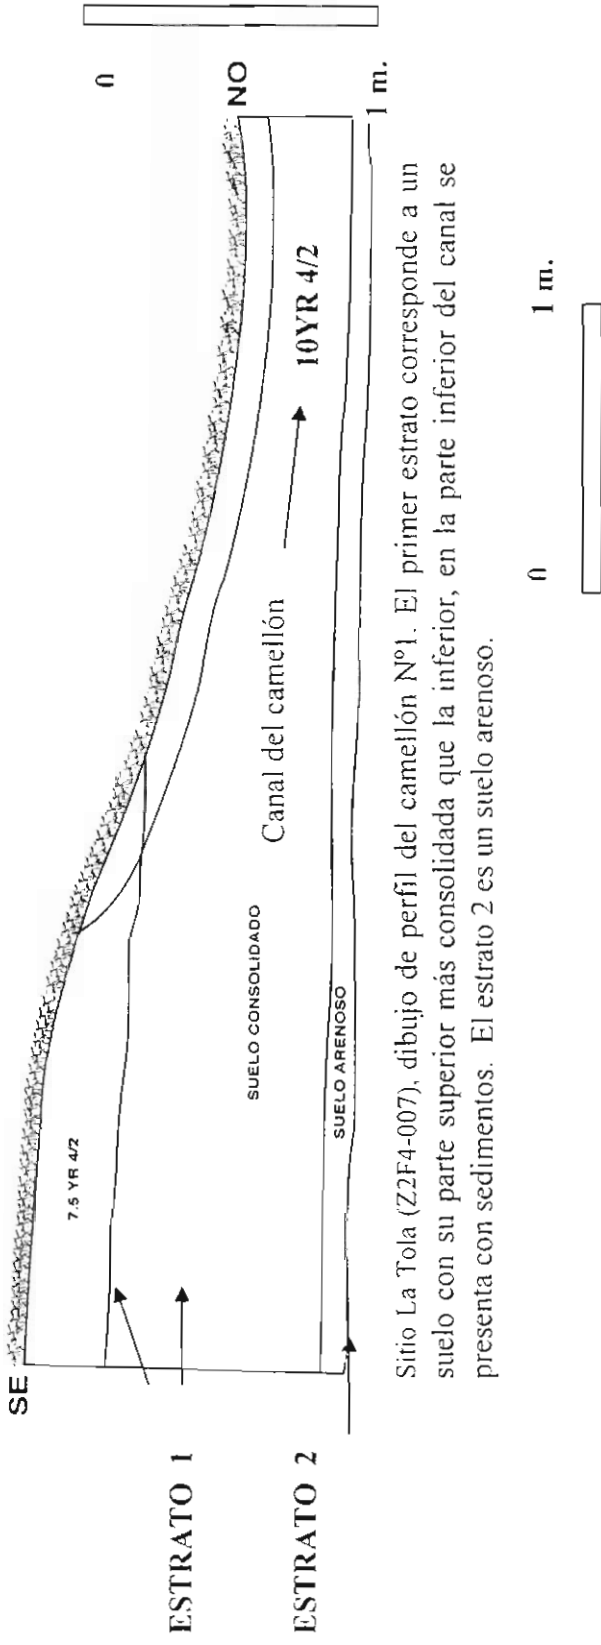 SE
NO
0
1 m.
7.5 YR 4/2
10YR 4/2
ESTRATO 1
SUELO CONSOLIDADO
Canal del camellón
ESTRATO 2
SUELO ARENOSO
Sitio La Tola (Z2F4-007), dibujo de perfil del camellón Nº1. El primer estrato corresponde a un
suelo con su parte superior más consolidada que la inferior, en la parte inferior del canal se
presenta con sedimentos. El estrato 2 es un suelo arenoso.
0
1 m.